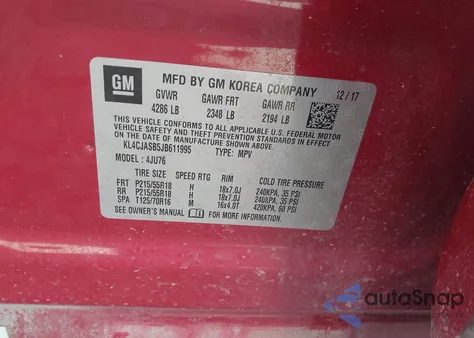 GM
MFD BY GM KOREA COMPANY 12/17
GVWR GAWR FRT GAWR RR
4286 LB 2348 LB 2194 LB
THIS VEHICLE CONFORMS TO ALL APPLICABLE U.S. FEDERAL MOTOR
VEHICLE SAFETY, BUMPER, AND THEFT PREVENTION STANDARDS IN EFFECT
ON THE DATE OF MANUFACTURE SHOWN ABOVE.
KL4CJASB5JB611995 TYPE: MPV
MODEL: 4JU76
TIRE SIZE SPEED RTG RIM COLD TIRE PRESSURE
FRT P215/55R18 H 18x7.0J 240KPA, 35 PSI
RR P215/55R18 H 18x7.0J 240KPA, 35 PSI
SPA T125/70R16 M 16x4.0T 420KPA, 60 PSI
SEE OWNER'S MANUAL FOR MORE INFORMATION
autoSnap